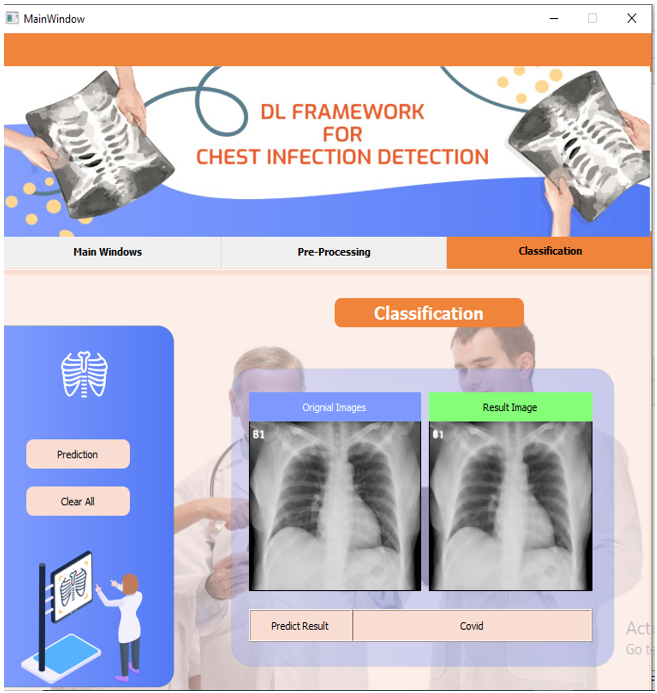 MainWindow
DL FRAMEWORK
FOR
CHEST INFECTION DETECTION
Main Windows
Pre-Processing
Classification
Classification
Prediction
Clear All
Orignial Images
Result Image
B1
Predict Result
Covid
Act
Go to